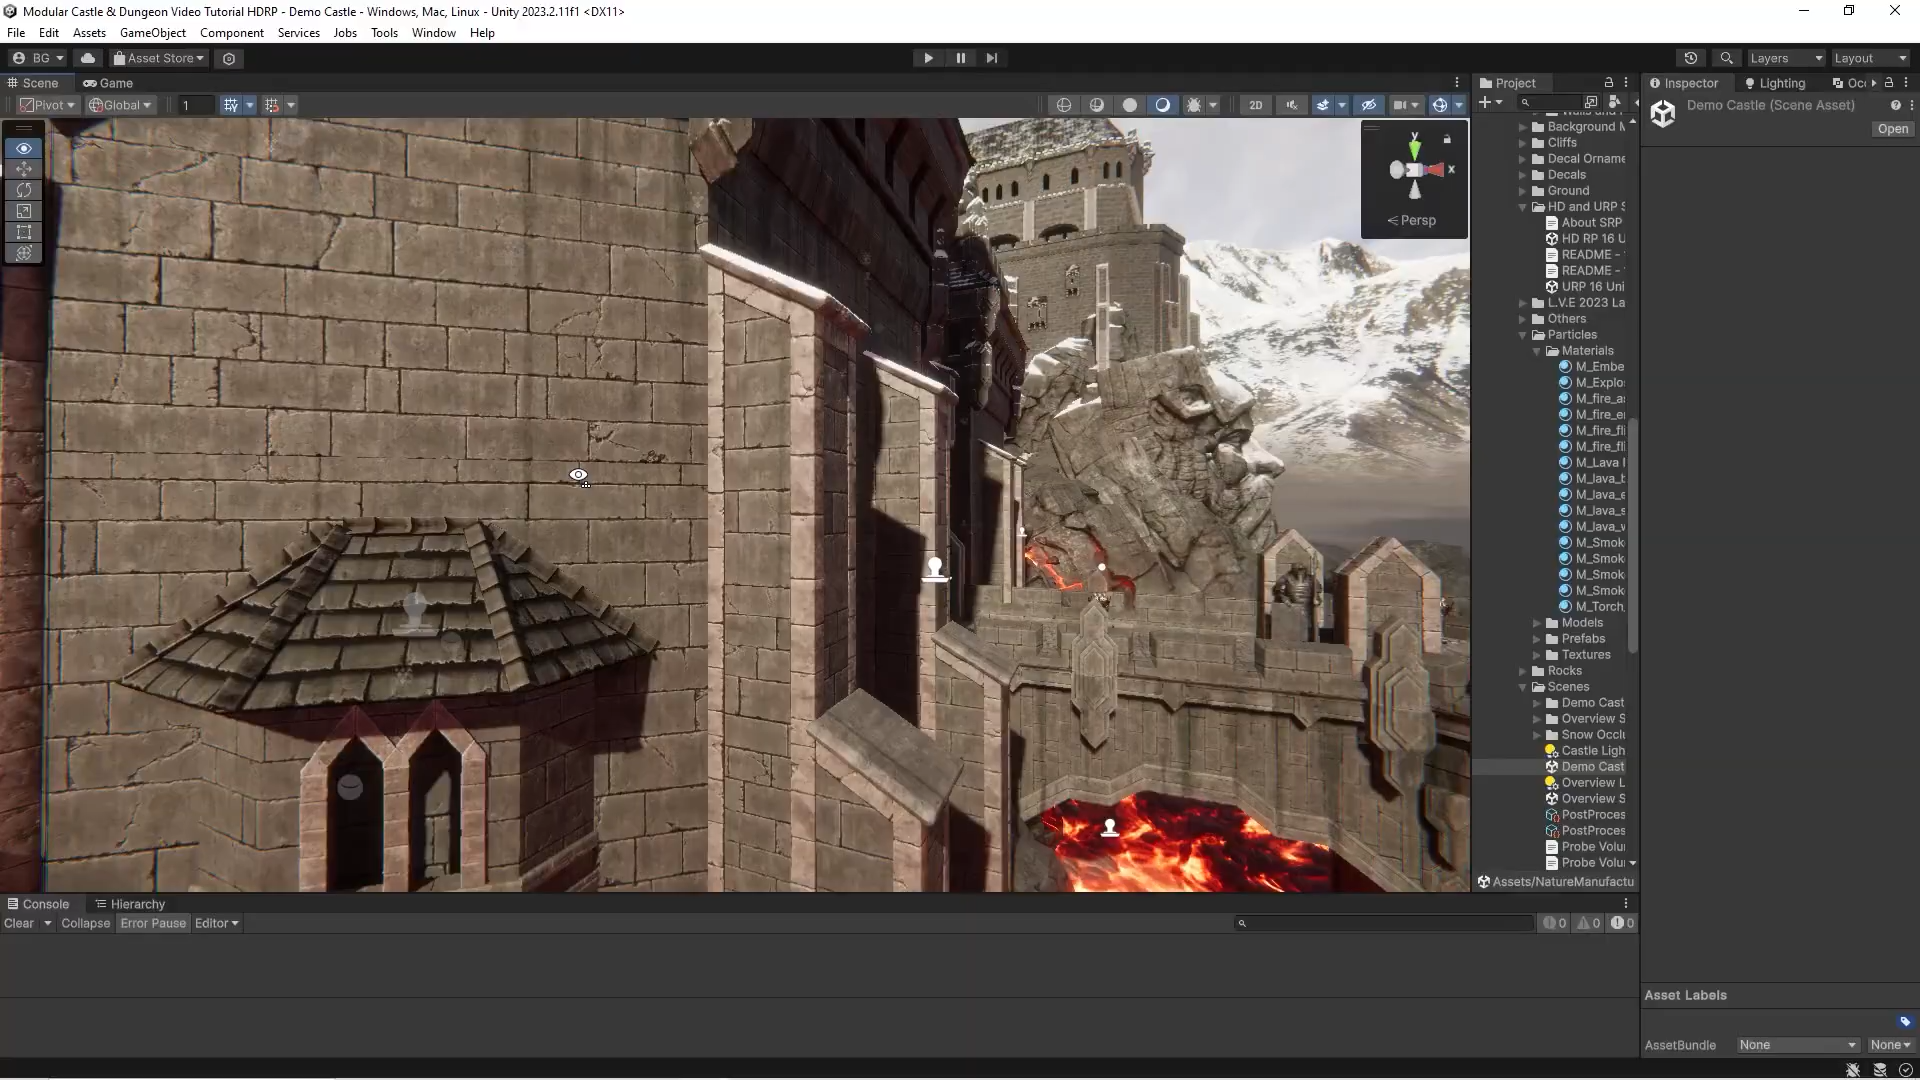 Modular Castle & Dungeon Video Tutorial HDRP - Demo Castle - Windows, Mac, Linux - Unity 2023.2.11f1 <DX11>
File Edit Assets GameObject Component Services Jobs Tools Window Help
BG Asset Store Layers Layout
Scene Game Project Inspector Lighting Occ
Pivot Global 1 2D
Demo Castle (Scene Asset)
Open
Y
X
Persp
Background M
Cliffs
Decal Orname
Decals
Ground
HD and URP S
About SRP
HD RP 16 U
README -
README -
URP 16 Uni
L.V.E 2023 La
Others
Particles
Materials
M_Embe
M_Explo
M_fire_a
M_fire_e
M_fire_fli
M_fire_fli
M_Lava
M_lava_b
M_lava_e
M_lava_s
M_lava_v
M_Smok
M_Smok
M_Smok
M_Smok
M_Torch_
Models
Prefabs
Textures
Rocks
Scenes
Demo Cast
Overview S
Snow Occlu
Castle Ligh
Demo Cast
Overview L
Overview S
PostProces
PostProces
Probe Volu
Probe Volu
Assets/NatureManufactu
Console Hierarchy
Clear Collapse Error Pause Editor 0 0 0
Asset Labels
AssetBundle None None